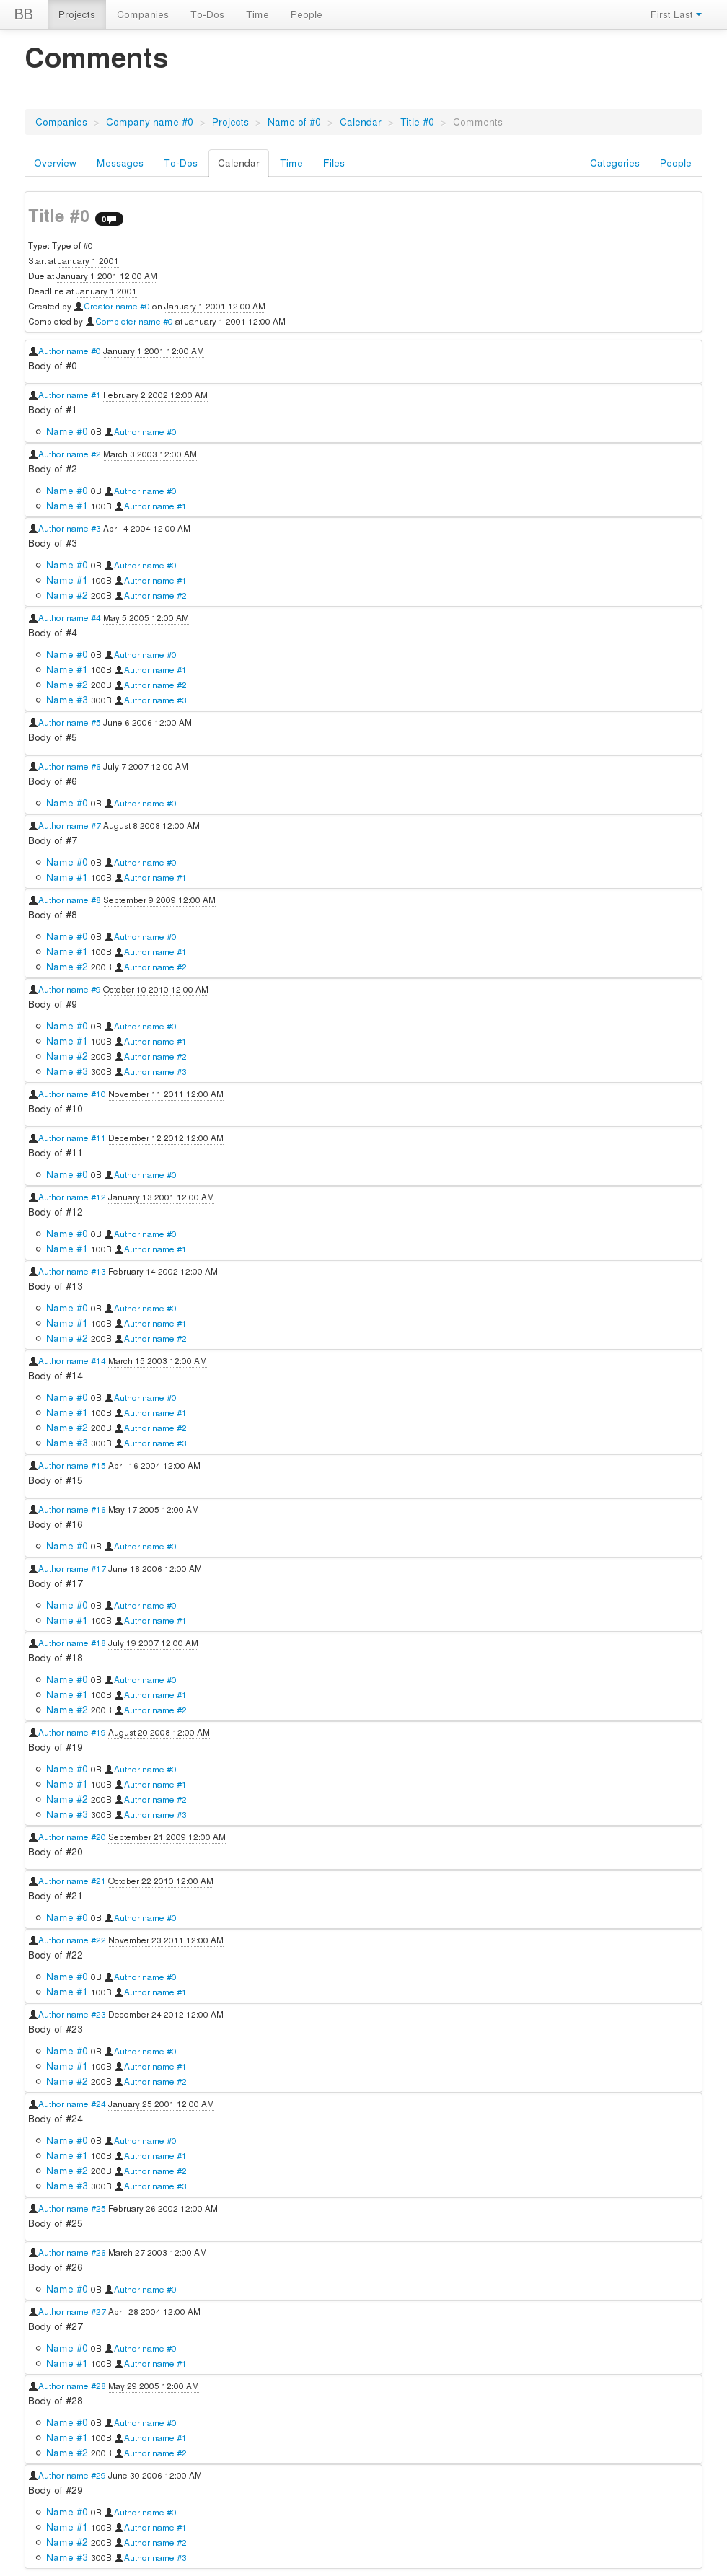 BB Projects Companies To-Dos Time People First Last
Comments
Companies > Company name #0 > Projects > Name of #0 > Calendar > Title #0 > Comments
Overview Messages To-Dos Calendar Time Files Categories People
Title #0 0
Type: Type of #0
Start at January 1 2001
Due at January 1 2001 12:00 AM
Deadline at January 1 2001
Created by Creator name #0 on January 1 2001 12:00 AM
Completed by Completer name #0 at January 1 2001 12:00 AM
Author name #0 January 1 2001 12:00 AM
Body of #0
Author name #1 February 2 2002 12:00 AM
Body of #1
Name #0 0B Author name #0
Author name #2 March 3 2003 12:00 AM
Body of #2
Name #0 0B Author name #0
Name #1 100B Author name #1
Author name #3 April 4 2004 12:00 AM
Body of #3
Name #0 0B Author name #0
Name #1 100B Author name #1
Name #2 200B Author name #2
Author name #4 May 5 2005 12:00 AM
Body of #4
Name #0 0B Author name #0
Name #1 100B Author name #1
Name #2 200B Author name #2
Name #3 300B Author name #3
Author name #5 June 6 2006 12:00 AM
Body of #5
Author name #6 July 7 2007 12:00 AM
Body of #6
Name #0 0B Author name #0
Author name #7 August 8 2008 12:00 AM
Body of #7
Name #0 0B Author name #0
Name #1 100B Author name #1
Author name #8 September 9 2009 12:00 AM
Body of #8
Name #0 0B Author name #0
Name #1 100B Author name #1
Name #2 200B Author name #2
Author name #9 October 10 2010 12:00 AM
Body of #9
Name #0 0B Author name #0
Name #1 100B Author name #1
Name #2 200B Author name #2
Name #3 300B Author name #3
Author name #10 November 11 2011 12:00 AM
Body of #10
Author name #11 December 12 2012 12:00 AM
Body of #11
Name #0 0B Author name #0
Author name #12 January 13 2001 12:00 AM
Body of #12
Name #0 0B Author name #0
Name #1 100B Author name #1
Author name #13 February 14 2002 12:00 AM
Body of #13
Name #0 0B Author name #0
Name #1 100B Author name #1
Name #2 200B Author name #2
Author name #14 March 15 2003 12:00 AM
Body of #14
Name #0 0B Author name #0
Name #1 100B Author name #1
Name #2 200B Author name #2
Name #3 300B Author name #3
Author name #15 April 16 2004 12:00 AM
Body of #15
Author name #16 May 17 2005 12:00 AM
Body of #16
Name #0 0B Author name #0
Author name #17 June 18 2006 12:00 AM
Body of #17
Name #0 0B Author name #0
Name #1 100B Author name #1
Author name #18 July 19 2007 12:00 AM
Body of #18
Name #0 0B Author name #0
Name #1 100B Author name #1
Name #2 200B Author name #2
Author name #19 August 20 2008 12:00 AM
Body of #19
Name #0 0B Author name #0
Name #1 100B Author name #1
Name #2 200B Author name #2
Name #3 300B Author name #3
Author name #20 September 21 2009 12:00 AM
Body of #20
Author name #21 October 22 2010 12:00 AM
Body of #21
Name #0 0B Author name #0
Author name #22 November 23 2011 12:00 AM
Body of #22
Name #0 0B Author name #0
Name #1 100B Author name #1
Author name #23 December 24 2012 12:00 AM
Body of #23
Name #0 0B Author name #0
Name #1 100B Author name #1
Name #2 200B Author name #2
Author name #24 January 25 2001 12:00 AM
Body of #24
Name #0 0B Author name #0
Name #1 100B Author name #1
Name #2 200B Author name #2
Name #3 300B Author name #3
Author name #25 February 26 2002 12:00 AM
Body of #25
Author name #26 March 27 2003 12:00 AM
Body of #26
Name #0 0B Author name #0
Author name #27 April 28 2004 12:00 AM
Body of #27
Name #0 0B Author name #0
Name #1 100B Author name #1
Author name #28 May 29 2005 12:00 AM
Body of #28
Name #0 0B Author name #0
Name #1 100B Author name #1
Name #2 200B Author name #2
Author name #29 June 30 2006 12:00 AM
Body of #29
Name #0 0B Author name #0
Name #1 100B Author name #1
Name #2 200B Author name #2
Name #3 300B Author name #3